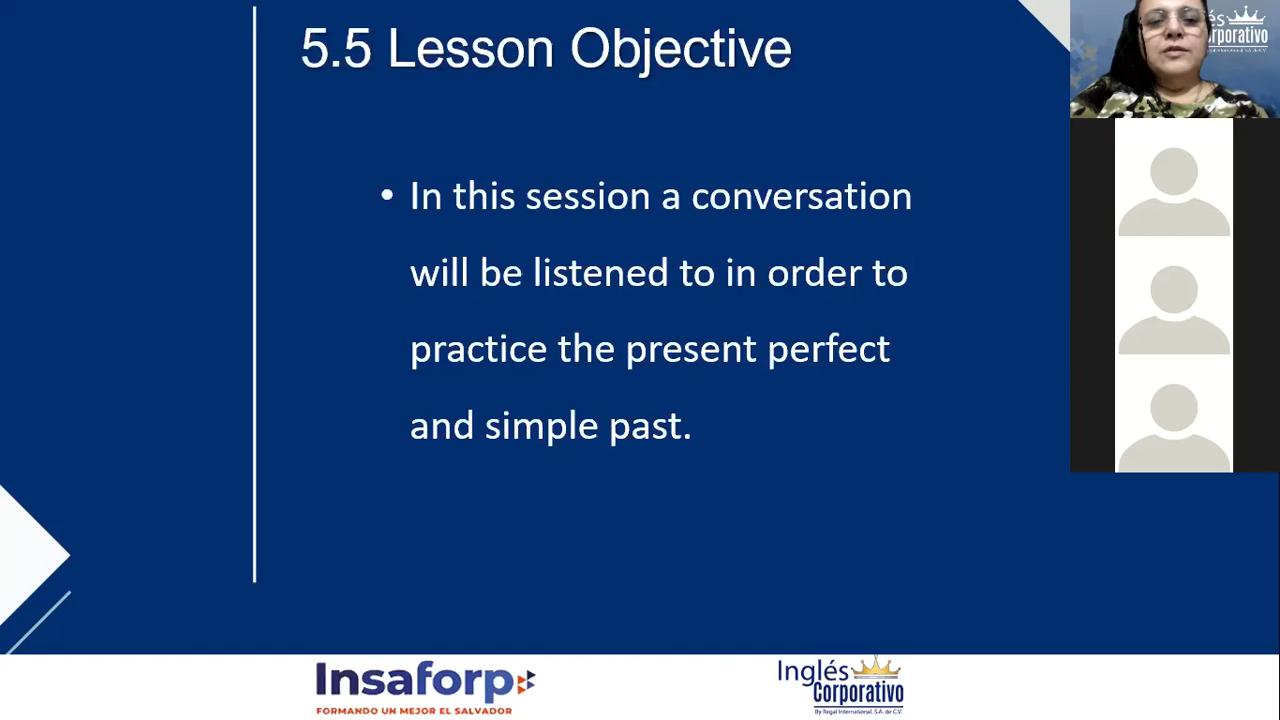 5.5 Lesson Objective
• In this session a conversation
will be listened to in order to
practice the present perfect
and simple past.
Insaforp
FORMANDO UN MEJOR EL SALVADOR
Inglés
Corporativo
By Regal International, S.A. de C.V.